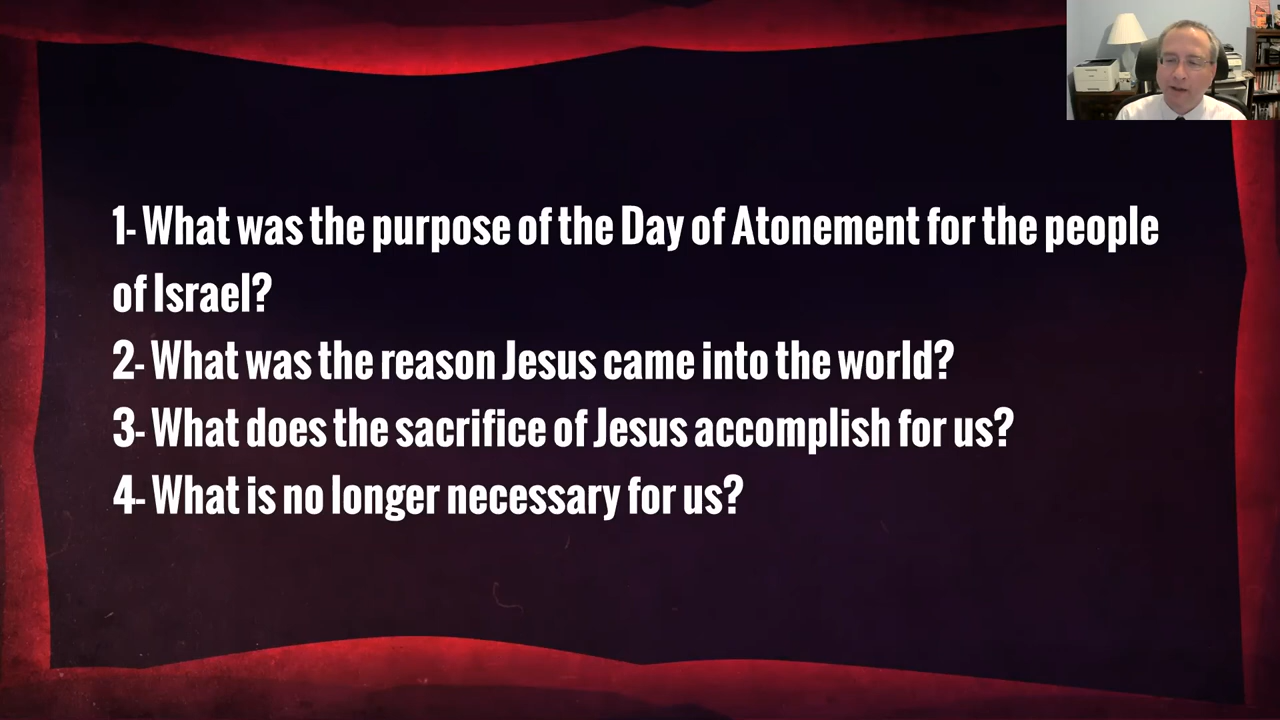 1- What was the purpose of the Day of Atonement for the people
of Israel?
2- What was the reason Jesus came into the world?
3- What does the sacrifice of Jesus accomplish for us?
4- What is no longer necessary for us?